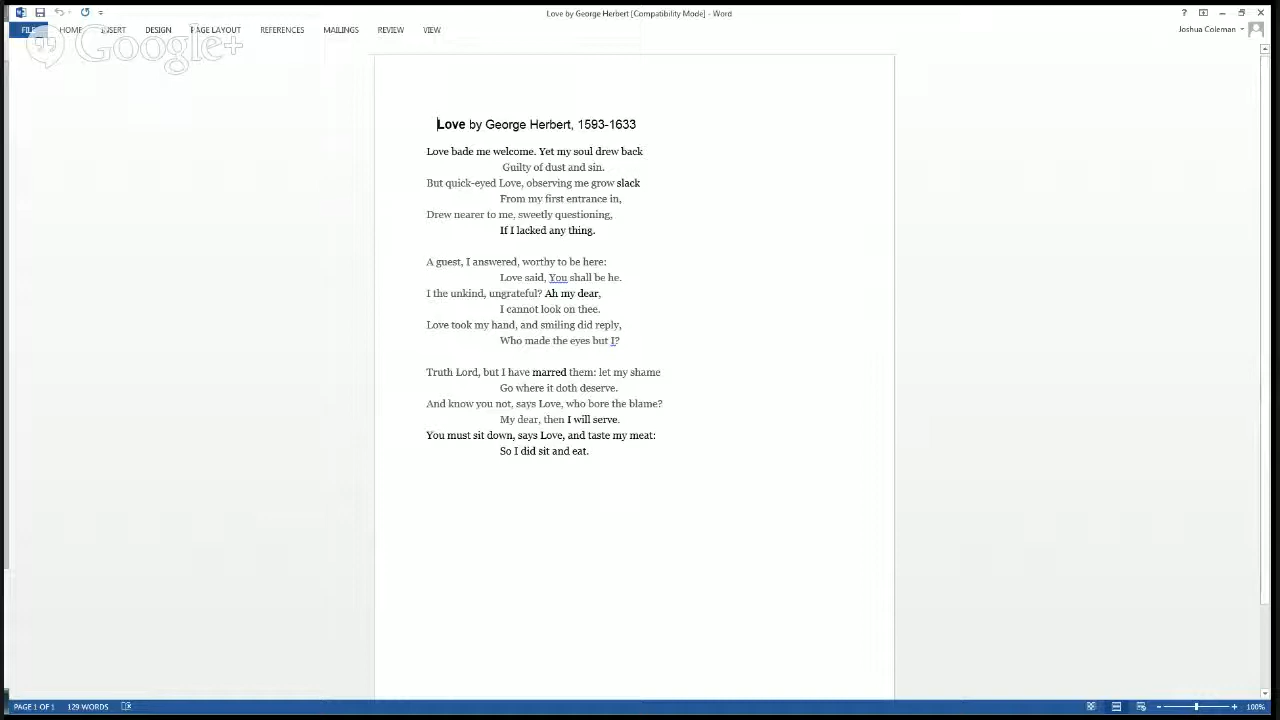 Love by George Herbert [Compatibility Mode] - Word
?
FILE HOME INSERT DESIGN PAGE LAYOUT REFERENCES MAILINGS REVIEW VIEW
Joshua Coleman
Google+
Love by George Herbert, 1593-1633
Love bade me welcome. Yet my soul drew back
Guilty of dust and sin.
But quick-eyed Love, observing me grow slack
From my first entrance in,
Drew nearer to me, sweetly questioning,
If I lacked any thing.
A guest, I answered, worthy to be here:
Love said, You shall be he.
I the unkind, ungrateful? Ah my dear,
I cannot look on thee.
Love took my hand, and smiling did reply,
Who made the eyes but I?
Truth Lord, but I have marred them: let my shame
Go where it doth deserve.
And know you not, says Love, who bore the blame?
My dear, then I will serve.
You must sit down, says Love, and taste my meat:
So I did sit and eat.
PAGE 1 OF 1 129 WORDS
100%